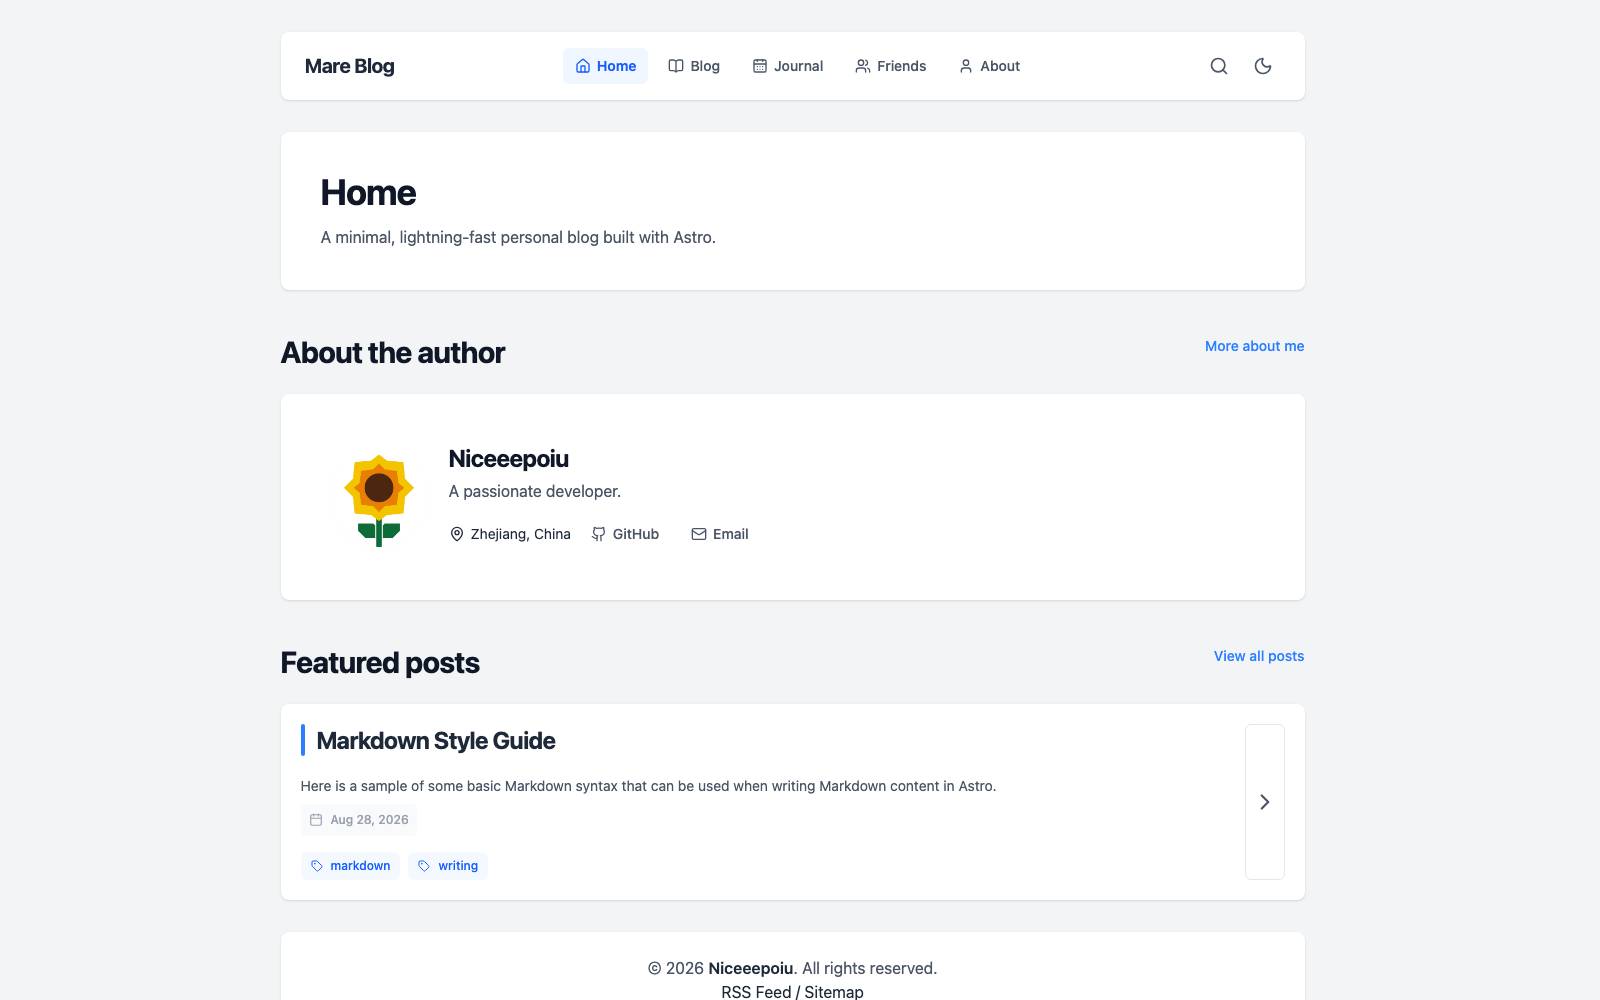 Mare Blog
Home
Blog
Journal
Friends
About
Home
A minimal, lightning-fast personal blog built with Astro.
About the author
More about me
Niceeepoiu
A passionate developer.
Zhejiang, China
GitHub
Email
Featured posts
View all posts
Markdown Style Guide
Here is a sample of some basic Markdown syntax that can be used when writing Markdown content in Astro.
Aug 28, 2026
markdown
writing
© 2026 Niceeepoiu. All rights reserved.
RSS Feed / Sitemap